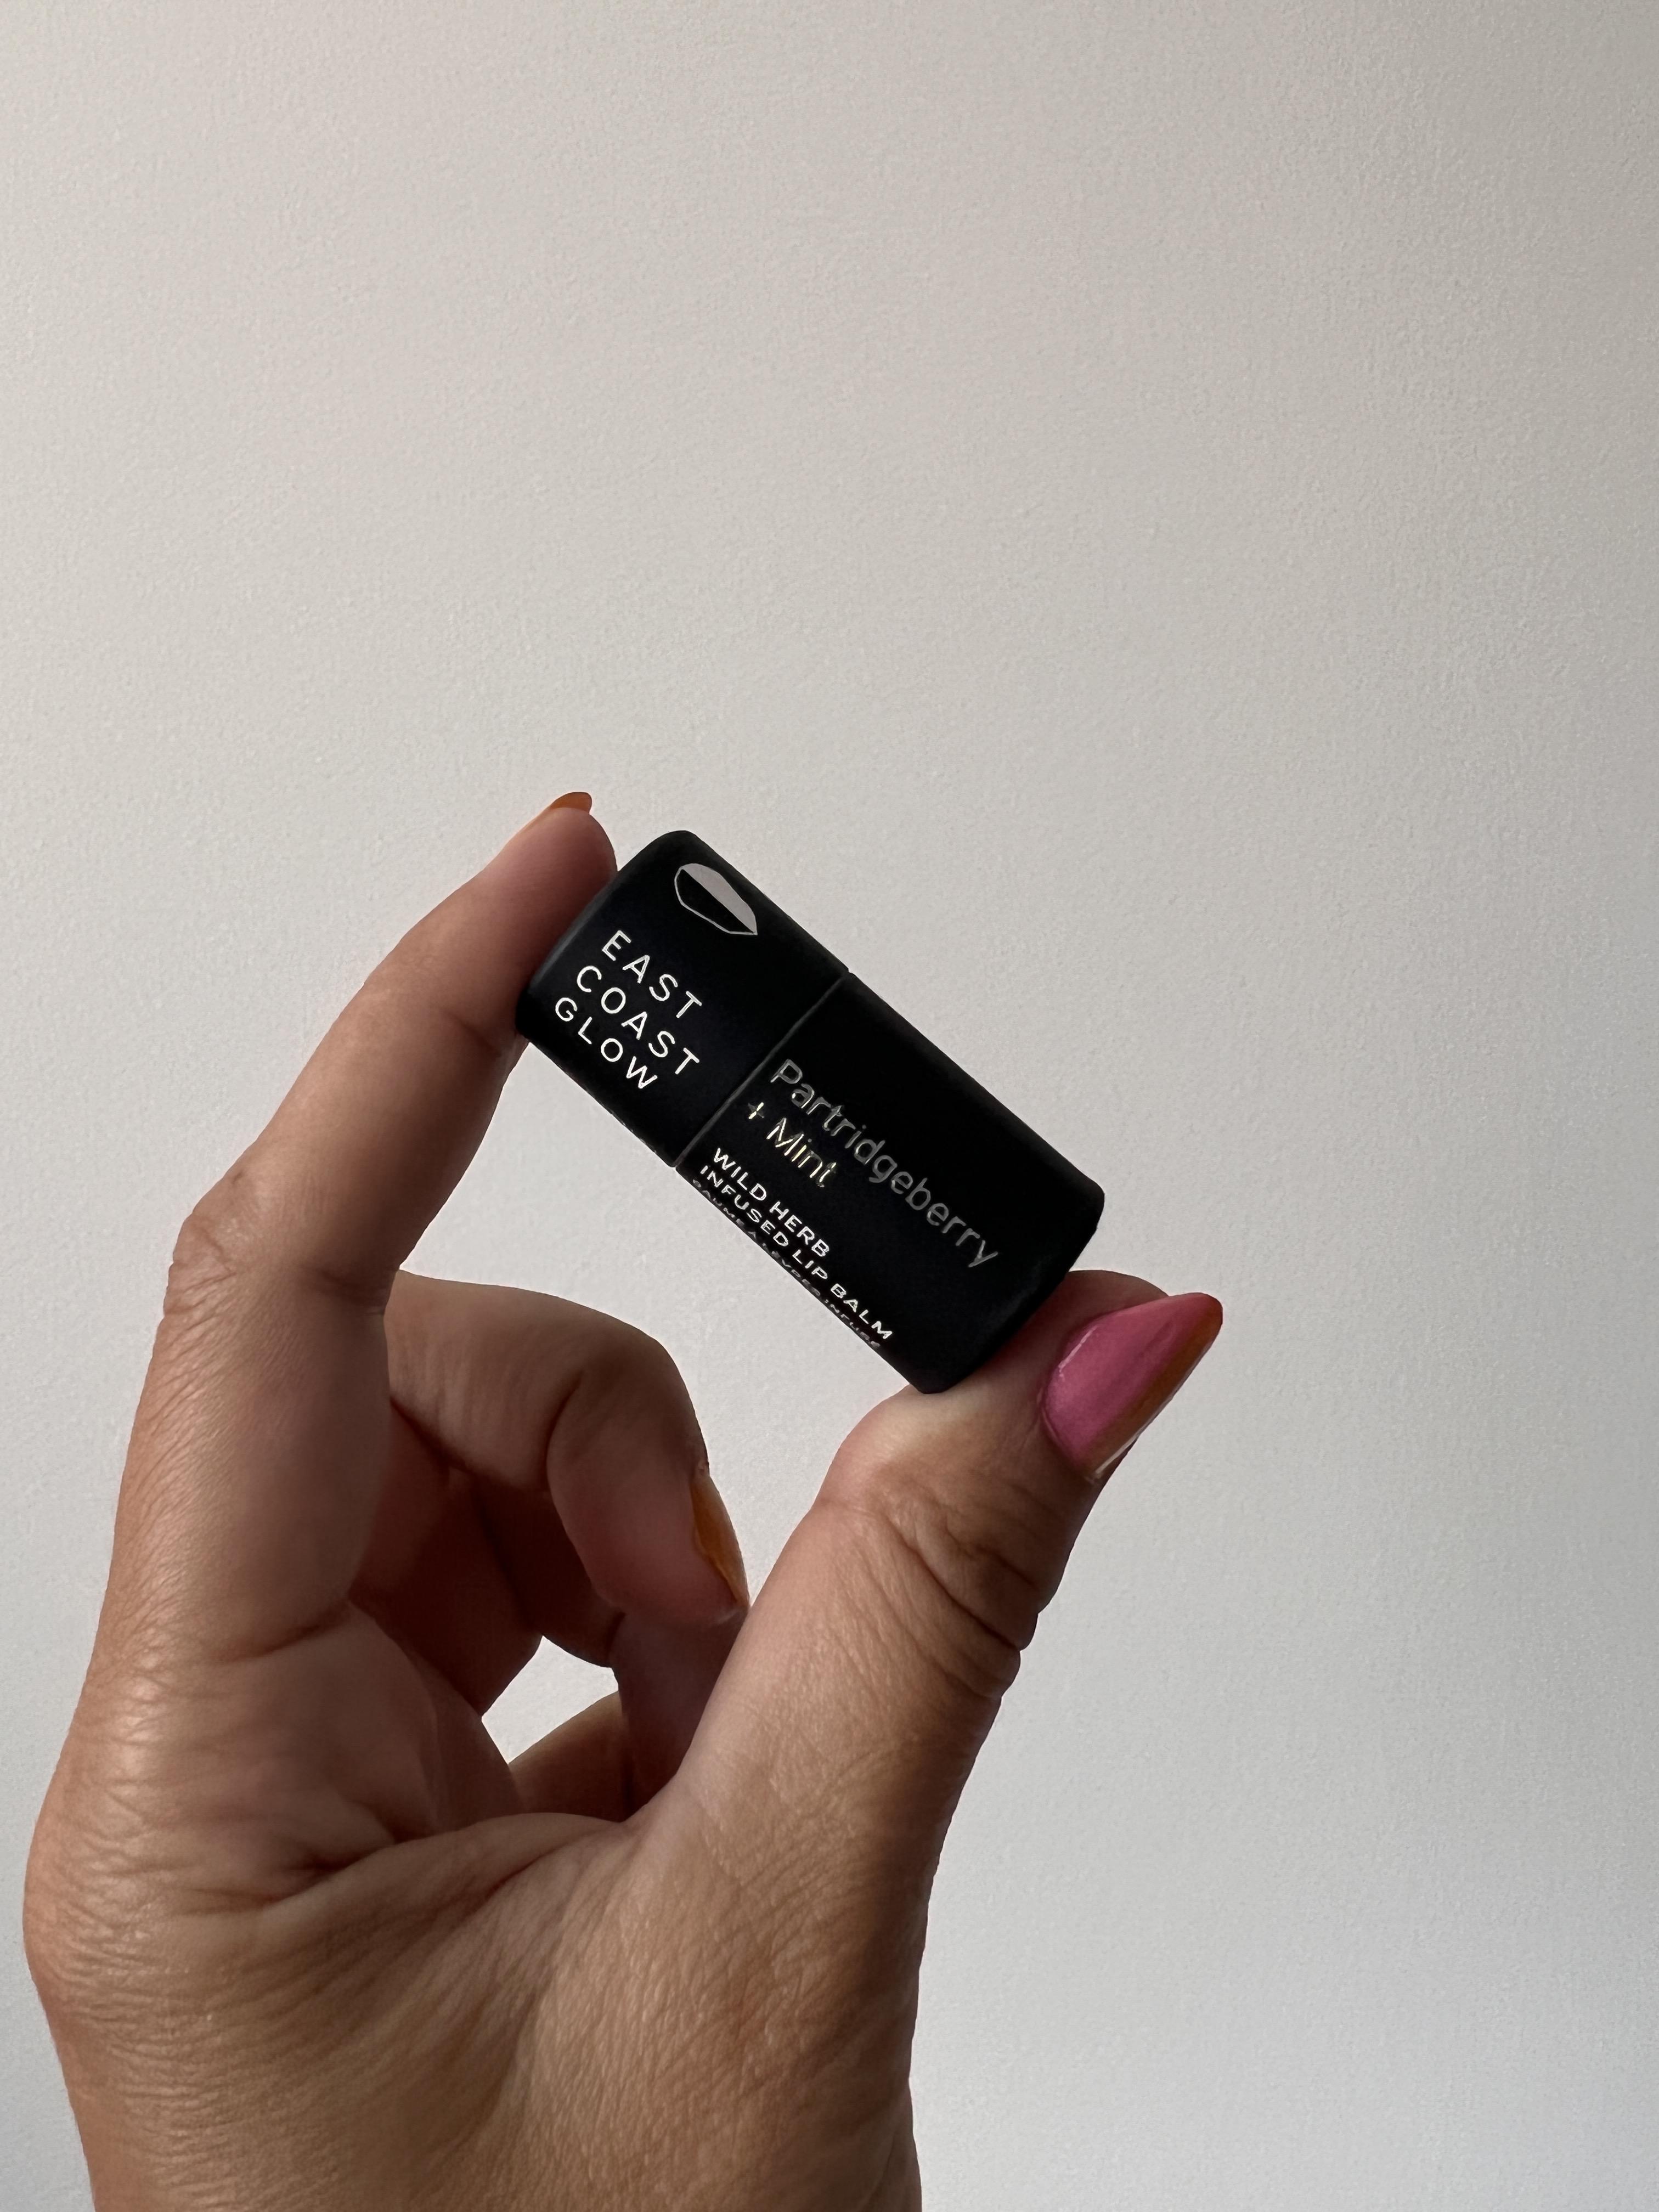 EAST
COAST
GLOW
Partridgeberry
+ Mint
WILD HERB
INFUSED LIP BALM